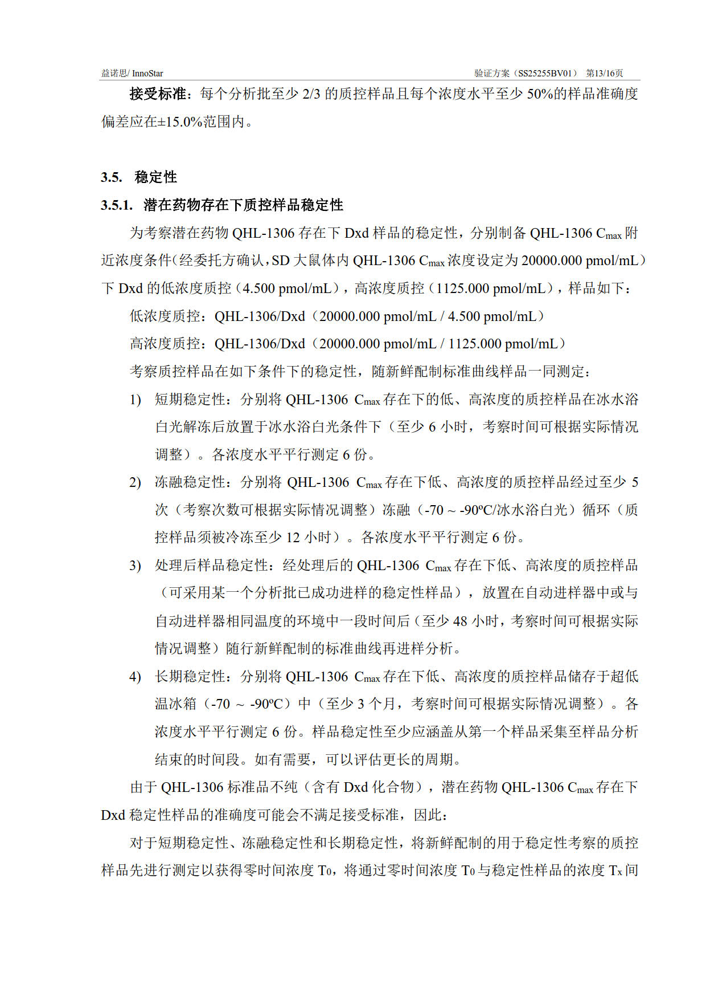 益诺思/ InnoStar 验证方案（SS25255BV01） 第13/16页
接受标准：每个分析批至少 2/3 的质控样品且每个浓度水平至少 50%的样品准确度
偏差应在±15.0%范围内。
3.5. 稳定性
3.5.1. 潜在药物存在下质控样品稳定性
为考察潜在药物 QHL-1306 存在下 Dxd 样品的稳定性，分别制备 QHL-1306 Cmax 附
近浓度条件（经委托方确认，SD 大鼠体内 QHL-1306 Cmax 浓度设定为 20000.000 pmol/mL）
下 Dxd 的低浓度质控（4.500 pmol/mL），高浓度质控（1125.000 pmol/mL），样品如下：
低浓度质控：QHL-1306/Dxd（20000.000 pmol/mL / 4.500 pmol/mL）
高浓度质控：QHL-1306/Dxd（20000.000 pmol/mL / 1125.000 pmol/mL）
考察质控样品在如下条件下的稳定性，随新鲜配制标准曲线样品一同测定：
1) 短期稳定性：分别将 QHL-1306 Cmax 存在下的低、高浓度的质控样品在冰水浴
白光解冻后放置于冰水浴白光条件下（至少 6 小时，考察时间可根据实际情况
调整）。各浓度水平平行测定 6 份。
2) 冻融稳定性：分别将 QHL-1306 Cmax 存在下低、高浓度的质控样品经过至少 5
次（考察次数可根据实际情况调整）冻融（-70 ~ -90ºC/冰水浴白光）循环（质
控样品须被冷冻至少 12 小时）。各浓度水平平行测定 6 份。
3) 处理后样品稳定性：经处理后的 QHL-1306 Cmax 存在下低、高浓度的质控样品
（可采用某一个分析批已成功进样的稳定性样品），放置在自动进样器中或与
自动进样器相同温度的环境中一段时间后（至少 48 小时，考察时间可根据实际
情况调整）随行新鲜配制的标准曲线再进样分析。
4) 长期稳定性：分别将 QHL-1306 Cmax 存在下低、高浓度的质控样品储存于超低
温冰箱（-70 ~ -90ºC）中（至少 3 个月，考察时间可根据实际情况调整）。各
浓度水平平行测定 6 份。样品稳定性至少应涵盖从第一个样品采集至样品分析
结束的时间段。如有需要，可以评估更长的周期。
由于 QHL-1306 标准品不纯（含有 Dxd 化合物），潜在药物 QHL-1306 Cmax 存在下
Dxd 稳定性样品的准确度可能会不满足接受标准，因此：
对于短期稳定性、冻融稳定性和长期稳定性，将新鲜配制的用于稳定性考察的质控
样品先进行测定以获得零时间浓度 T0，将通过零时间浓度 T0 与稳定性样品的浓度 Tx 间